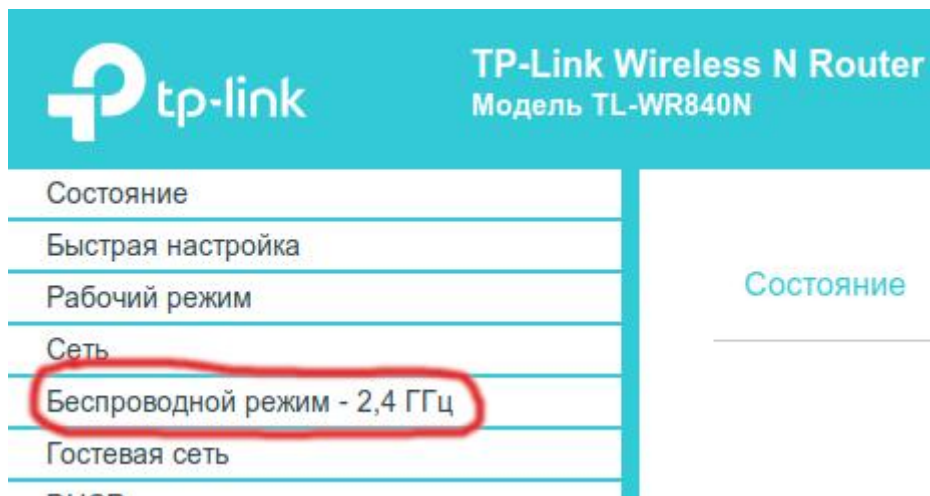 tp-link
TP-Link Wireless N Router
Модель TL-WR840N
Состояние
Быстрая настройка
Рабочий режим
Сеть
Беспроводной режим - 2,4 ГГц
Гостевая сеть
Состояние